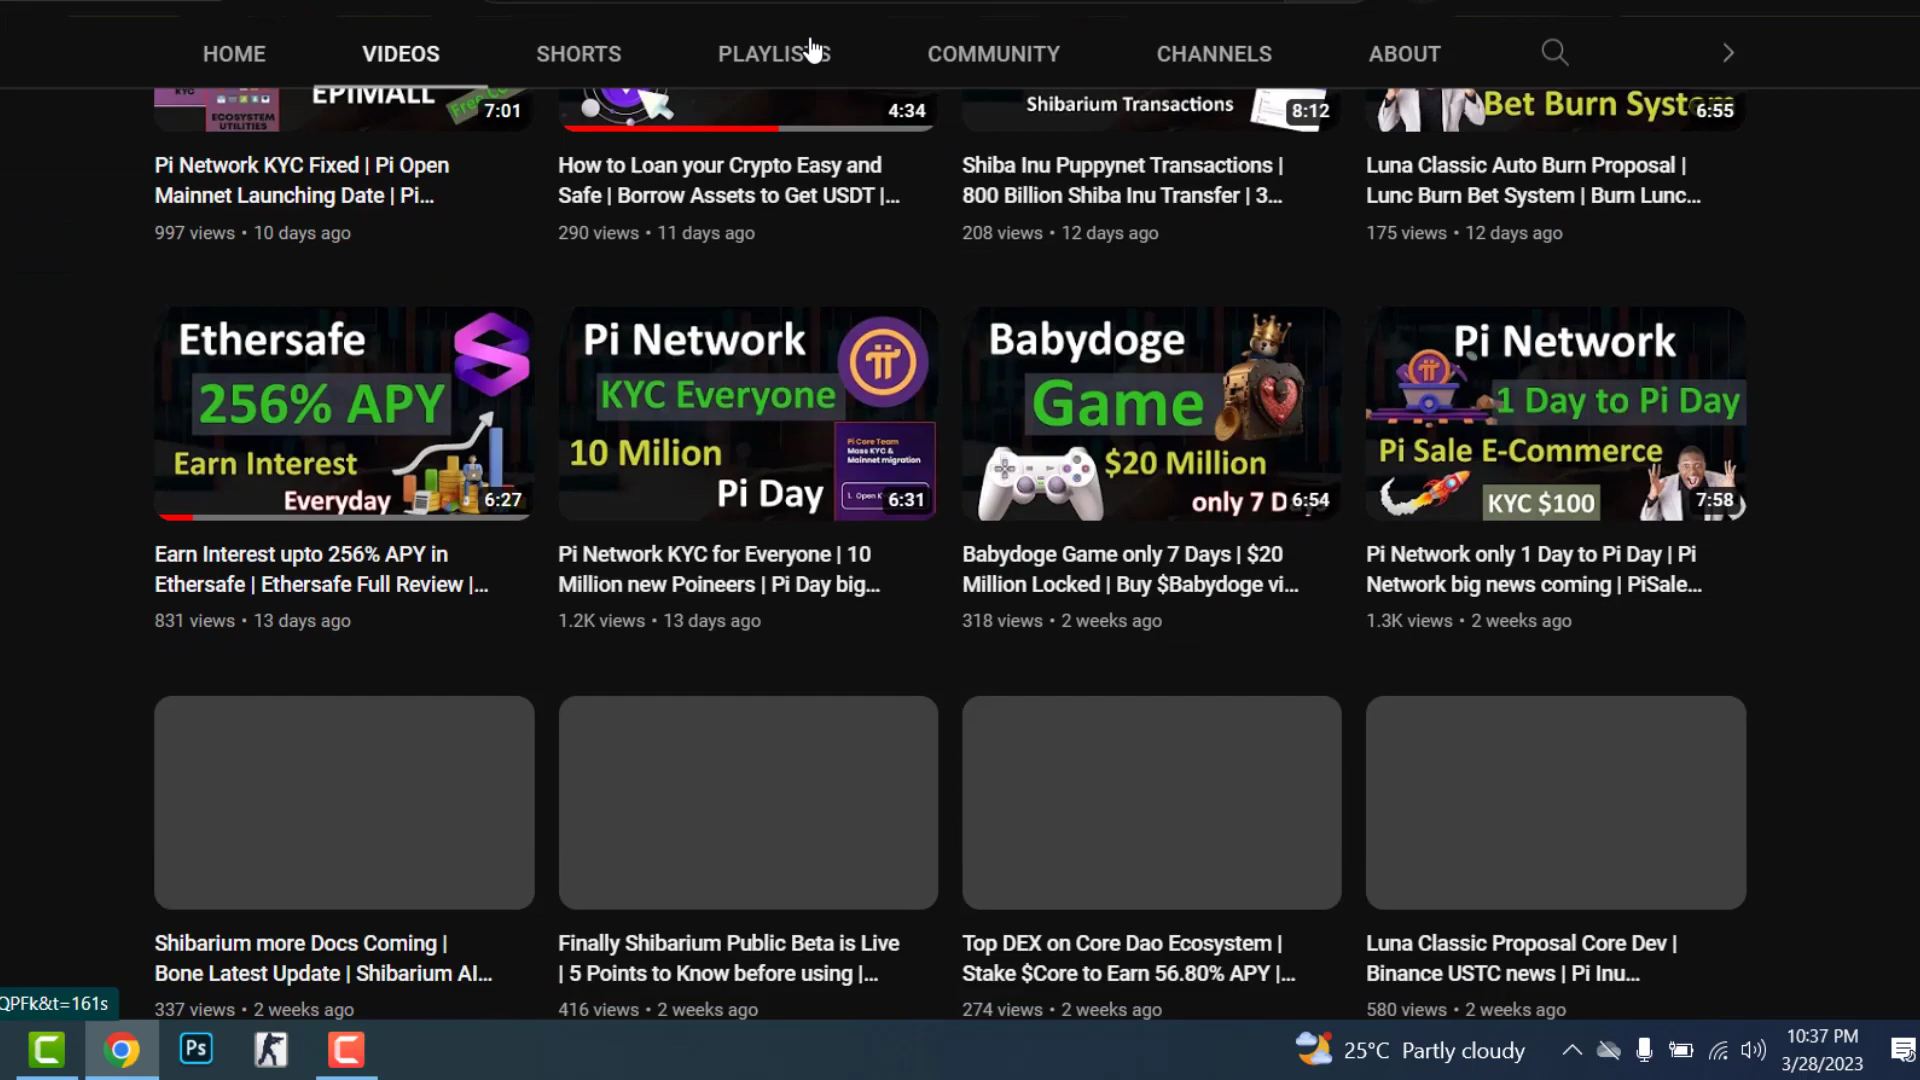 HOME VIDEOS SHORTS PLAYLISTS COMMUNITY CHANNELS ABOUT
EPIMALL
Free
KYC
ECOSYSTEM
UTILITIES
7:01
4:34
Shibarium Transactions
8:12
Bet Burn System
6:55
Pi Network KYC Fixed | Pi Open
Mainnet Launching Date | Pi...
997 views • 10 days ago
How to Loan your Crypto Easy and
Safe | Borrow Assets to Get USDT |...
290 views • 11 days ago
Shiba Inu Puppynet Transactions |
800 Billion Shiba Inu Transfer | 3...
208 views • 12 days ago
Luna Classic Auto Burn Proposal |
Lunc Burn Bet System | Burn Lunc...
175 views • 12 days ago
Ethersafe
256% APY
Earn Interest
Everyday
6:27
Pi Network
KYC Everyone
10 Milion
Pi Day
Pi Core Team
Mass KYC &
Mainnet migration
1. Open K
6:31
Babydoge
Game
$20 Million
only 7 D
6:54
Pi Network
1 Day to Pi Day
Pi Sale E-Commerce
KYC $100
7:58
Earn Interest upto 256% APY in
Ethersafe | Ethersafe Full Review |...
831 views • 13 days ago
Pi Network KYC for Everyone | 10
Million new Poineers | Pi Day big...
1.2K views • 13 days ago
Babydoge Game only 7 Days | $20
Million Locked | Buy $Babydoge vi...
318 views • 2 weeks ago
Pi Network only 1 Day to Pi Day | Pi
Network big news coming | PiSale...
1.3K views • 2 weeks ago
Shibarium more Docs Coming |
Bone Latest Update | Shibarium AI...
337 views • 2 weeks ago
Finally Shibarium Public Beta is Live
| 5 Points to Know before using |...
416 views • 2 weeks ago
Top DEX on Core Dao Ecosystem |
Stake $Core to Earn 56.80% APY |...
274 views • 2 weeks ago
Luna Classic Proposal Core Dev |
Binance USTC news | Pi Inu...
580 views • 2 weeks ago
QPFk&t=161s
Ps
25°C Partly cloudy
10:37 PM
3/28/2023